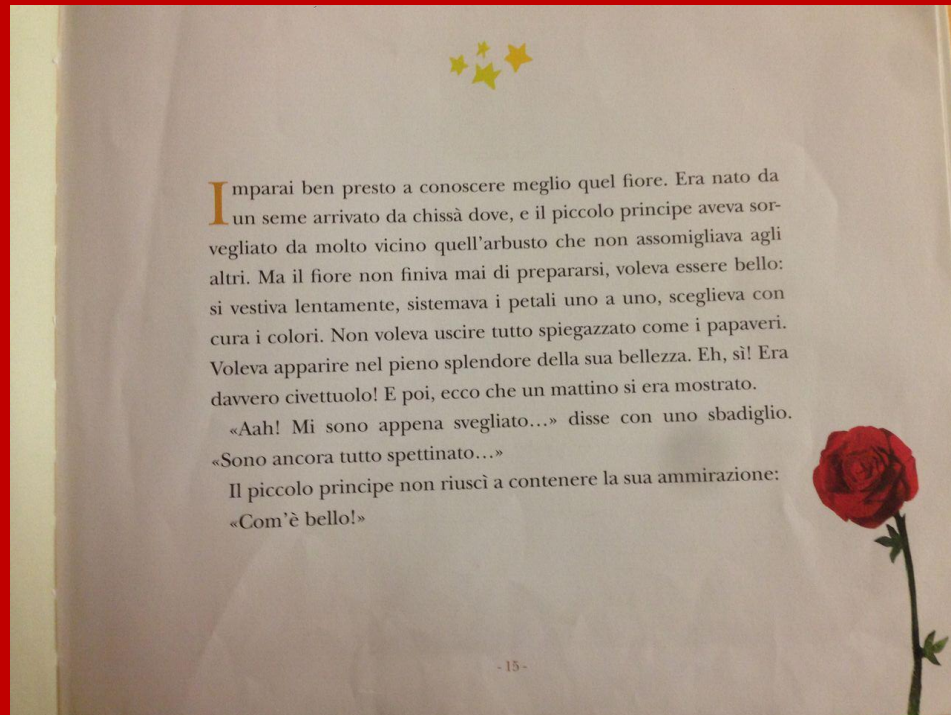 Imparai ben presto a conoscere meglio quel fiore. Era nato da
un seme arrivato da chissà dove, e il piccolo principe aveva sor-
vegliato da molto vicino quell'arbusto che non assomigliava agli
altri. Ma il fiore non finiva mai di prepararsi, voleva essere bello:
si vestiva lentamente, sistemava i petali uno a uno, sceglieva con
cura i colori. Non voleva uscire tutto spiegazzato come i papaveri.
Voleva apparire nel pieno splendore della sua bellezza. Eh, sì! Era
davvero civettuolo! E poi, ecco che un mattino si era mostrato.
«Aah! Mi sono appena svegliato…» disse con uno sbadiglio.
«Sono ancora tutto spettinato…»
Il piccolo principe non riuscì a contenere la sua ammirazione:
«Com'è bello!»
- 15 -